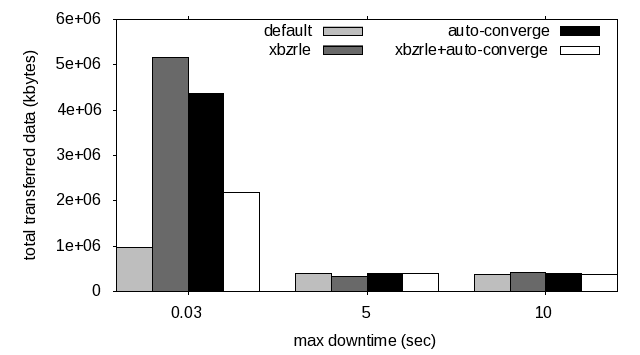 6e+06
5e+06
4e+06
3e+06
2e+06
1e+06
0
total transferred data (kbytes)
default
xbzrle
auto-converge
xbzrle+auto-converge
0.03
5
10
max downtime (sec)